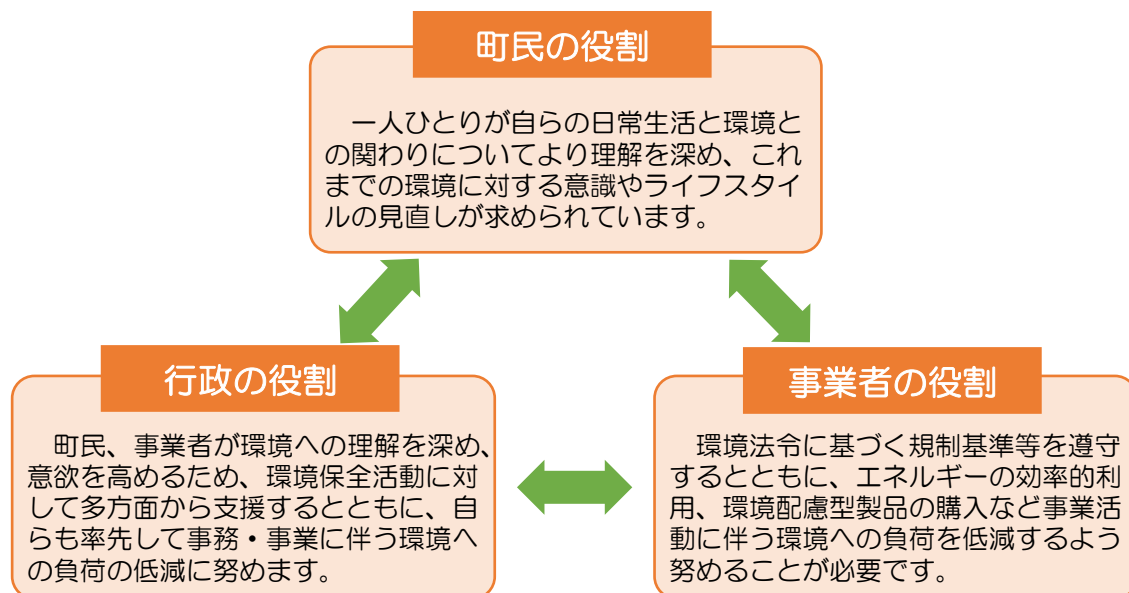 町民の役割
一人ひとりが自らの日常生活と環境と
の関わりについてより理解を深め、これ
までの環境に対する意識やライフスタイ
ルの見直しが求められています。
行政の役割
町民、事業者が環境への理解を深め、
意欲を高めるため、環境保全活動に対
して多方面から支援するとともに、自
らも率先して事務・事業に伴う環境へ
の負荷の低減に努めます。
事業者の役割
環境法令に基づく規制基準等を遵守
するとともに、エネルギーの効率的利
用、環境配慮型製品の購入など事業活
動に伴う環境への負荷を低減するよう
努めることが必要です。